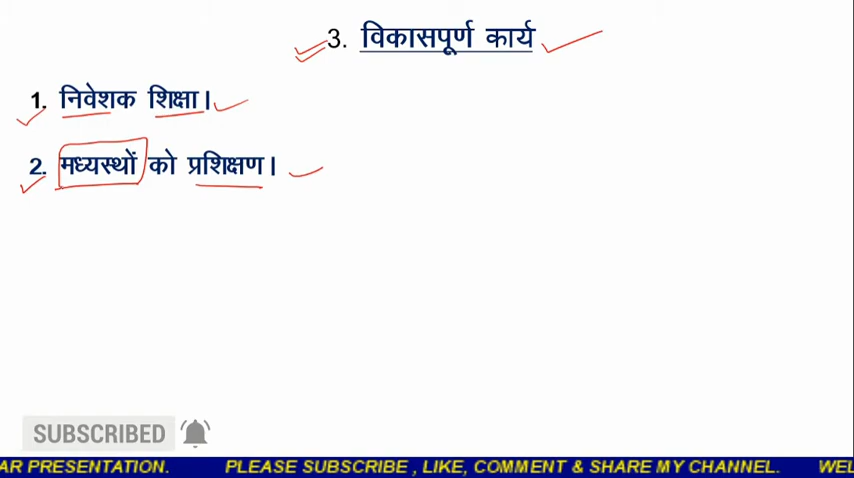 3. विकासपूर्ण कार्य
1. निवेशक शिक्षा।
2. मध्यस्थों को प्रशिक्षण।
SUBSCRIBED
AR PRESENTATION. PLEASE SUBSCRIBE , LIKE, COMMENT & SHARE MY CHANNEL. WEL